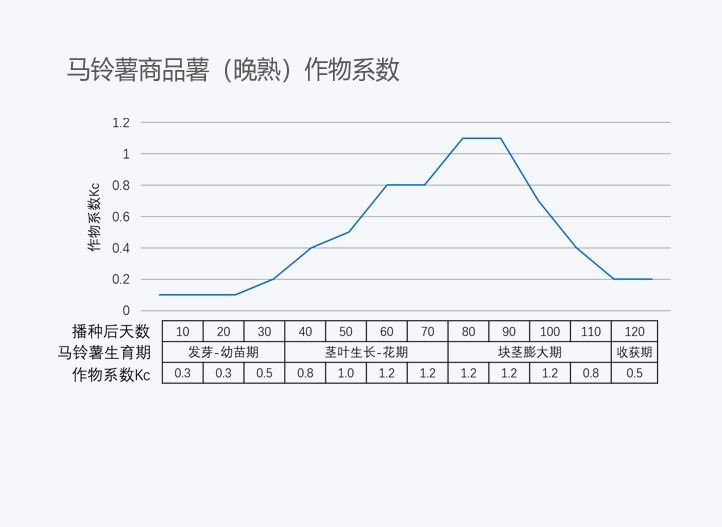 马铃薯商品薯（晚熟）作物系数
1.2
1
0.8
0.6
0.4
0.2
0
作物系数Kc
播种后天数 10 20 30 40 50 60 70 80 90 100 110 120
马铃薯生育期 发芽-幼苗期 茎叶生长-花期 块茎膨大期 收获期
作物系数Kc 0.3 0.3 0.5 0.8 1.0 1.2 1.2 1.2 1.2 1.2 0.8 0.5